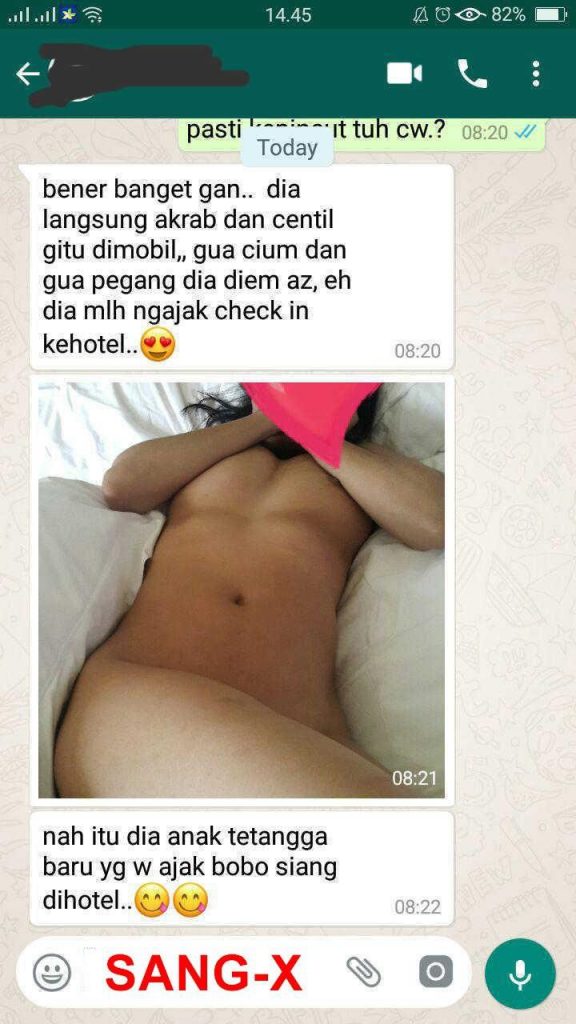 14.45 82%
pasti tuh cw.? 08:20
Today
bener banget gan.. dia
langsung akrab dan centil
gitu dimobil,, gua cium dan
gua pegang dia diem az, eh
dia mlh ngajak check in
kehotel..😍 08:20
08:21
nah itu dia anak tetangga
baru yg w ajak bobo siang
dihotel..😋😋 08:22
SANG-X